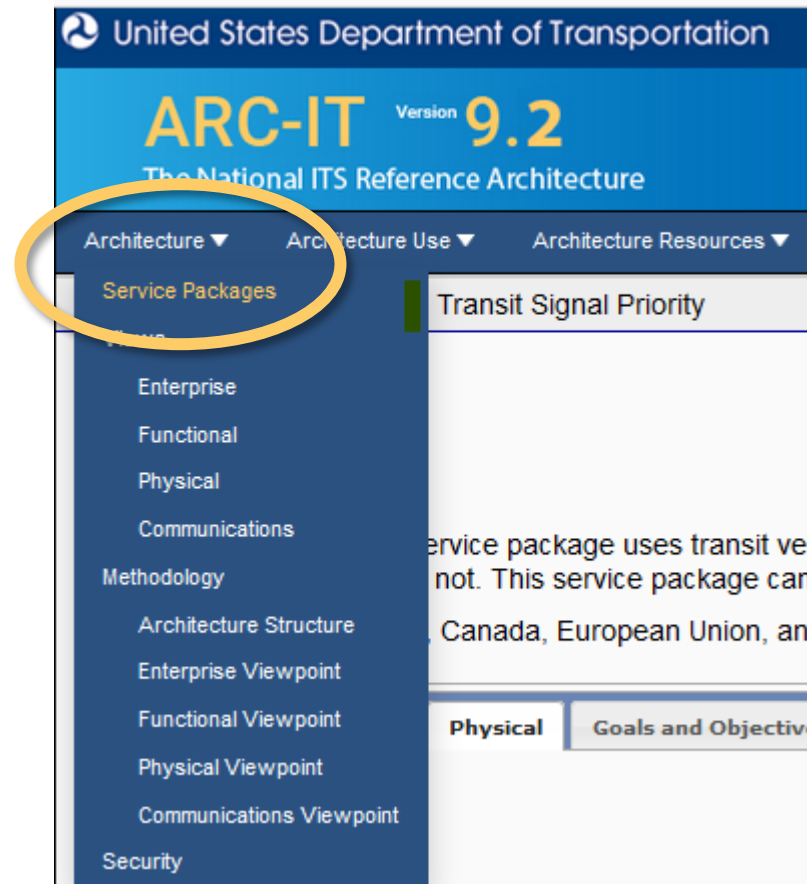 United States Department of Transportation
ARC-IT Version 9.2
The National ITS Reference Architecture
Architecture ▼ Architecture Use ▼ Architecture Resources ▼
Service Packages
Transit Signal Priority
Views
Enterprise
Functional
Physical
Communications
ervice package uses transit ve
Methodology
not. This service package can
Architecture Structure
, Canada, European Union, an
Enterprise Viewpoint
Functional Viewpoint
Physical Goals and Objectiv
Physical Viewpoint
Communications Viewpoint
Security